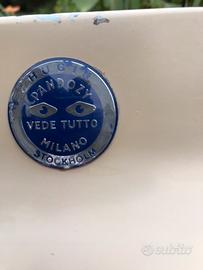 PANDOZY
VEDE TUTTO
MILANO
STOCKHOLM
subito